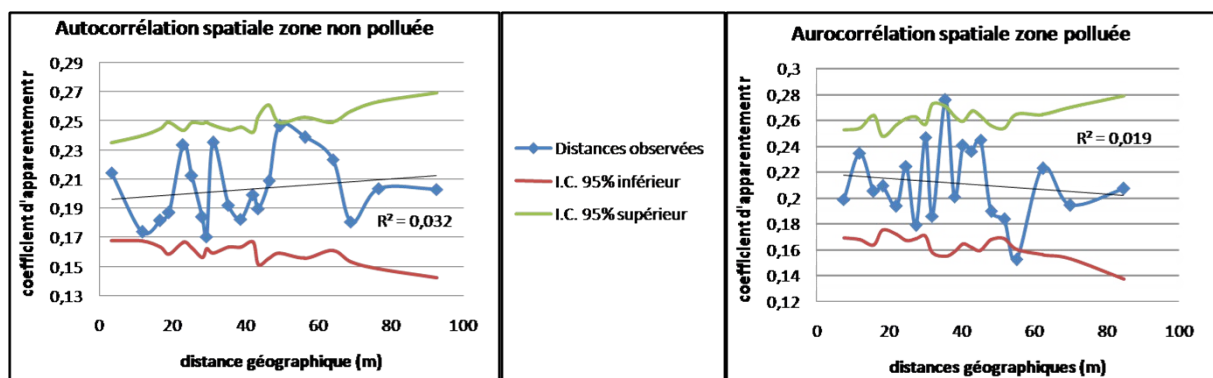 Autocorrélation spatiale zone non polluée
0,29
0,27
0,25
0,23
0,21
0,19
0,17
0,15
0,13
coefficient d'apparentement r
R² = 0,032
0 20 40 60 80 100
distance géographique (m)
Distances observées
I.C. 95% inférieur
I.C. 95% supérieur
Aurocorrélation spatiale zone polluée
0,3
0,28
0,26
0,24
0,22
0,2
0,18
0,16
0,14
0,12
coefficient d'apparentement r
R² = 0,019
0 20 40 60 80 100
distances géographiques (m)